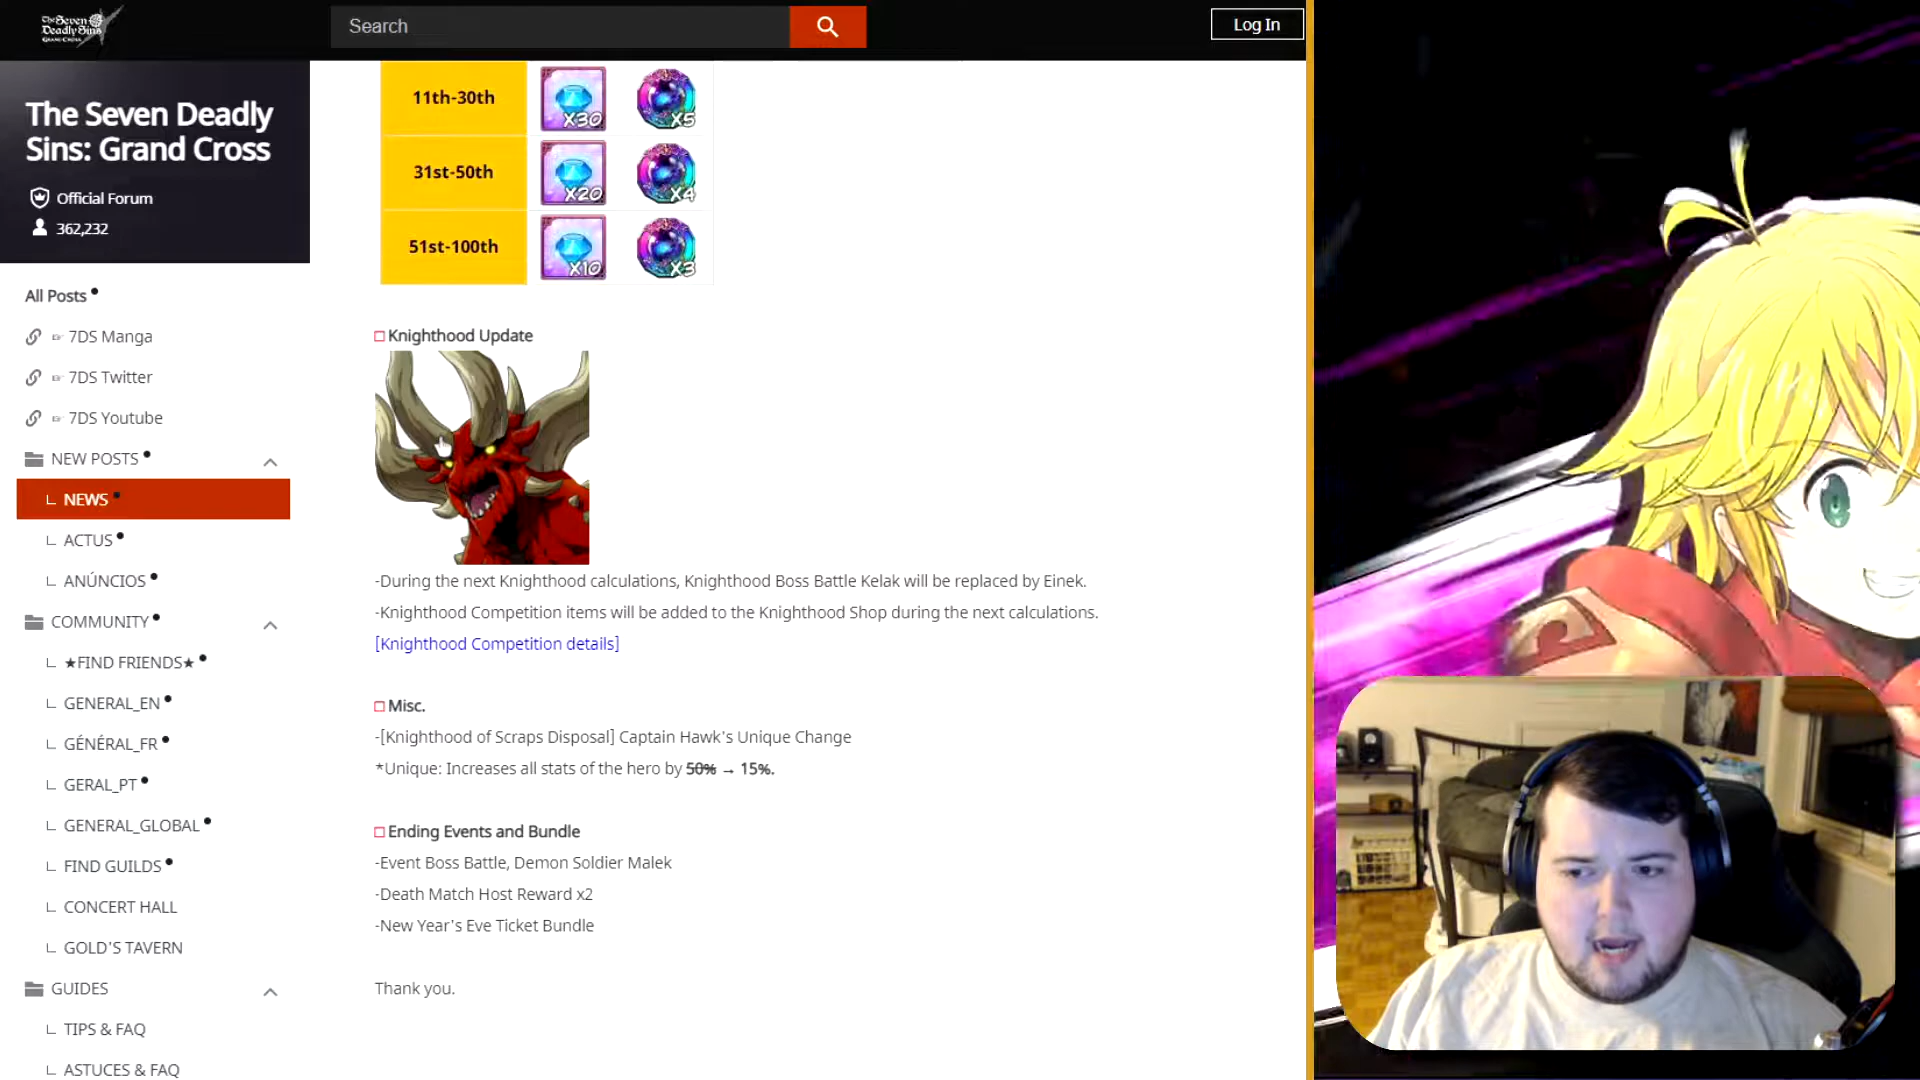 The Seven
Deadly Sins
GRAND CROSS
Search
Log In
The Seven Deadly
Sins: Grand Cross
Official Forum
362,232
All Posts
7DS Manga
7DS Twitter
7DS Youtube
NEW POSTS
NEWS
ACTUS
ANÚNCIOS
COMMUNITY
★FIND FRIENDS★
GENERAL_EN
GÉNÉRAL_FR
GERAL_PT
GENERAL_GLOBAL
FIND GUILDS
CONCERT HALL
GOLD'S TAVERN
GUIDES
TIPS & FAQ
ASTUCES & FAQ
11th-30th X30 X5
31st-50th X20 X4
51st-100th X10 X3
□ Knighthood Update
-During the next Knighthood calculations, Knighthood Boss Battle Kelak will be replaced by Einek.
-Knighthood Competition items will be added to the Knighthood Shop during the next calculations.
[Knighthood Competition details]
□ Misc.
-[Knighthood of Scraps Disposal] Captain Hawk's Unique Change
*Unique: Increases all stats of the hero by 50% → 15%.
□ Ending Events and Bundle
-Event Boss Battle, Demon Soldier Malek
-Death Match Host Reward x2
-New Year's Eve Ticket Bundle
Thank you.